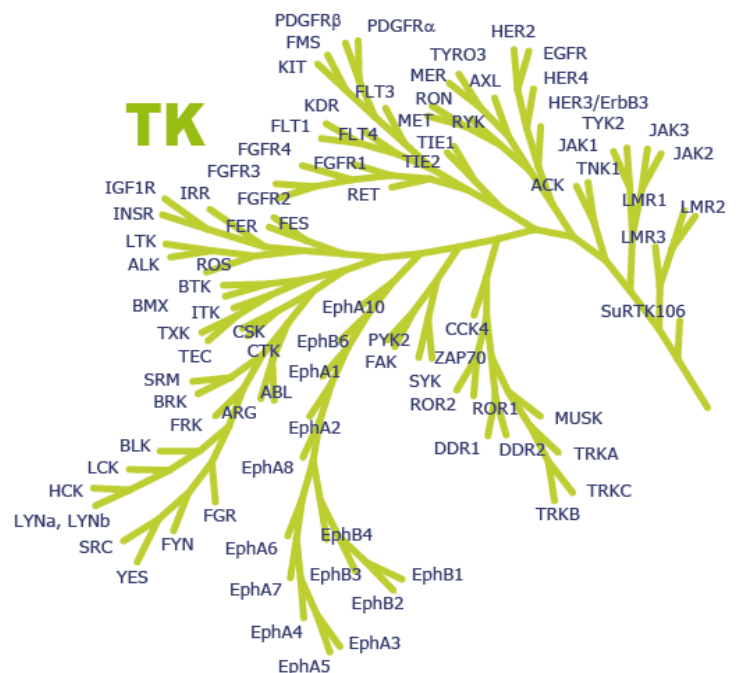 PDGFRβ
PDGFRα
HER2
FMS
TYRO3
EGFR
KIT
MER
AXL
HER4
FLT3
RON
HER3/ErbB3
KDR
TK
MET
RYK
TYK2
JAK3
FLT1
FLT4
TIE1
JAK1
JAK2
FGFR4
FGFR1
TIE2
TNK1
FGFR3
ACK
IGF1R
IRR
FGFR2
RET
LMR1
LMR2
INSR
FER
FES
LMR3
LTK
ALK
ROS
BTK
BMX
ITK
EphA10
SuRTK106
TXK
CSK
CCK4
TEC
CTK
EphB6
PYK2
FAK
ZAP70
EphA1
SRM
SYK
BRK
ABL
ROR2
ROR1
FRK
ARG
MUSK
EphA2
BLK
DDR1
DDR2
TRKA
LCK
EphA8
HCK
TRKC
LYNa, LYNb
FGR
TRKB
SRC
FYN
EphA6
EphB4
YES
EphB3
EphB1
EphA7
EphB2
EphA4
EphA3
EphA5